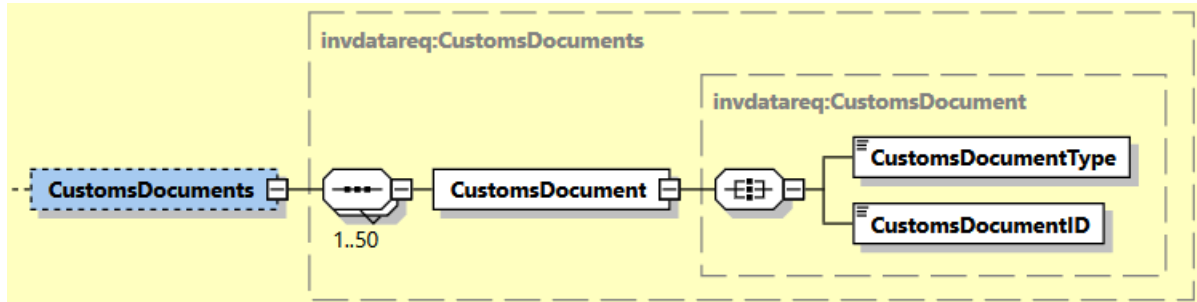 invdatareq:CustomsDocuments
invdatareq:CustomsDocument
CustomsDocumentType
CustomsDocuments
CustomsDocument
CustomsDocumentID
1..50